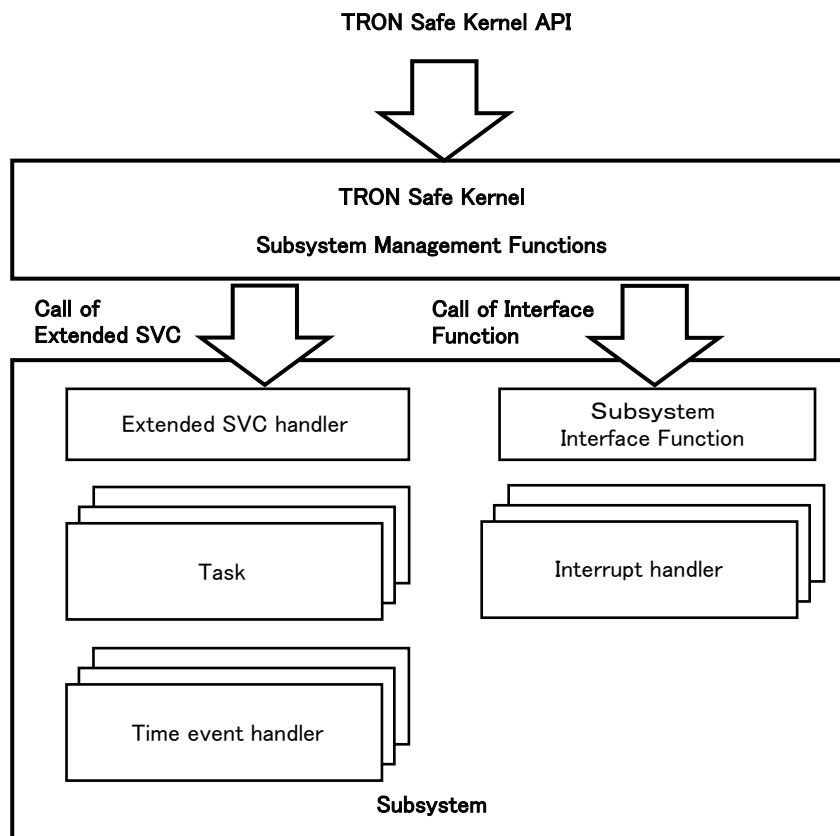 TRON Safe Kernel API
TRON Safe Kernel
Subsystem Management Functions
Call of
Extended SVC
Call of Interface
Function
Extended SVC handler
Subsystem
Interface Function
Task
Interrupt handler
Time event handler
Subsystem